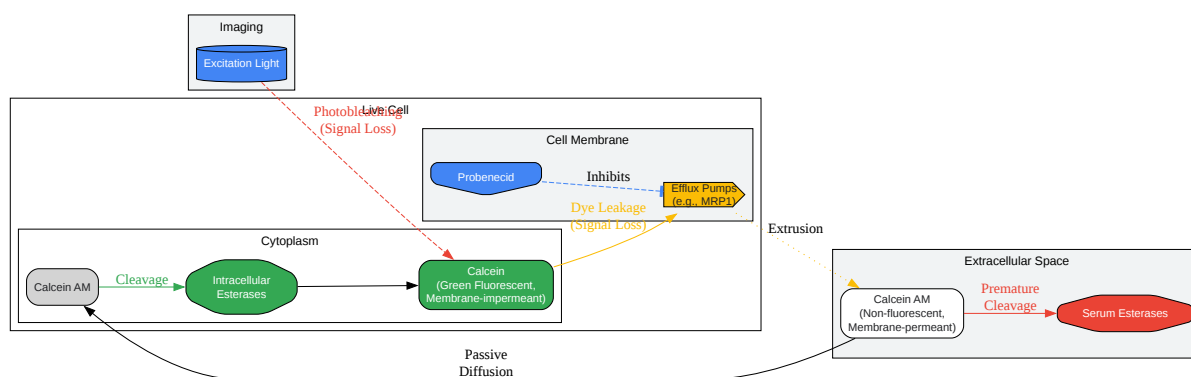 Imaging
Excitation Light
Live Cell
Photobleaching
(Signal Loss)
Cell Membrane
Probenecid
Inhibits
Efflux Pumps
(e.g., MRP1)
Dye Leakage
(Signal Loss)
Extrusion
Cytoplasm
Calcein AM
Cleavage
Intracellular
Esterases
Calcein
(Green Fluorescent,
Membrane-impermeant)
Extracellular Space
Calcein AM
(Non-fluorescent,
Membrane-permeant)
Premature
Cleavage
Serum Esterases
Passive
Diffusion